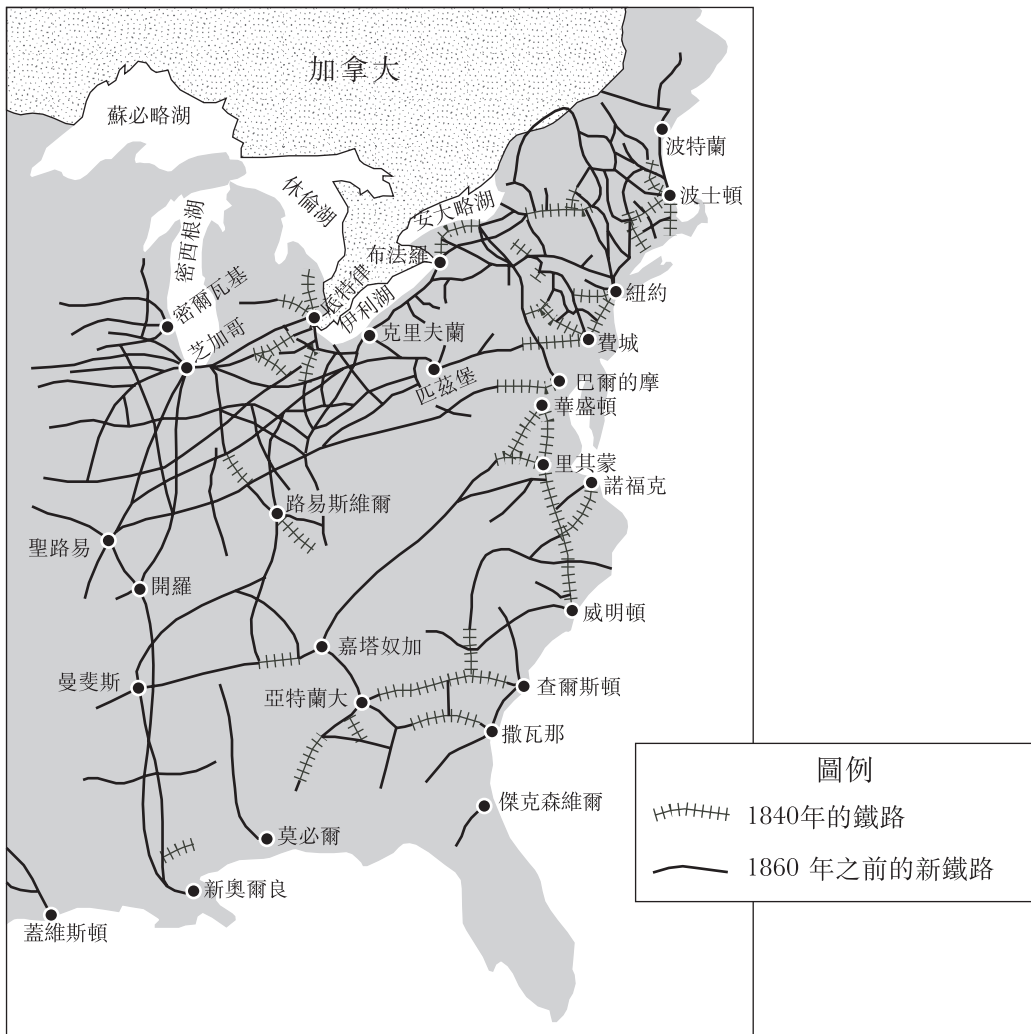 加拿大
蘇必略湖
休倫湖
密西根湖
安大略湖
伊利湖
波特蘭
波士頓
布法羅
底特律
密爾瓦基
芝加哥
克里夫蘭
匹茲堡
紐約
費城
巴爾的摩
華盛頓
里其蒙
諾福克
路易斯維爾
聖路易
開羅
威明頓
嘉塔奴加
曼斐斯
亞特蘭大
查爾斯頓
撒瓦那
傑克森維爾
莫必爾
新奧爾良
蓋維斯頓
圖例
1840年的鐵路
1860 年之前的新鐵路